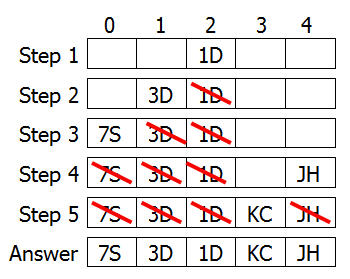 0 1 2 3 4
Step 1 1D
Step 2 3D 1D
Step 3 7S 3D 1D
Step 4 7S 3D 1D JH
Step 5 7S 3D 1D KC JH
Answer 7S 3D 1D KC JH